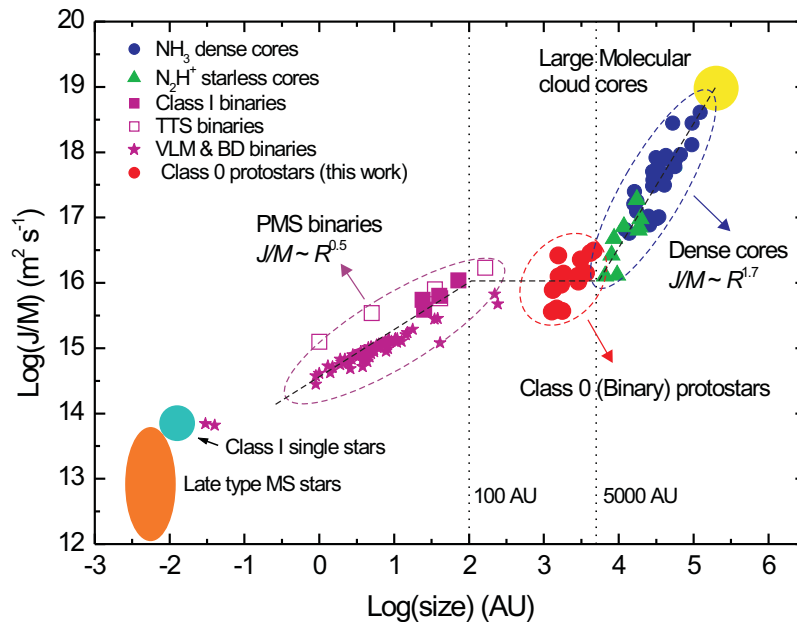 20
19
18
17
16
15
14
13
12
Log(J/M) (m² s⁻¹)
NH₃ dense cores
N₂H⁺ starless cores
Class I binaries
TTS binaries
VLM & BD binaries
Class 0 protostars (this work)
Large Molecular
cloud cores
PMS binaries
J/M ~ R^0.5
Dense cores
J/M ~ R^1.7
Class 0 (Binary) protostars
Class I single stars
Late type MS stars
100 AU
5000 AU
-3 -2 -1 0 1 2 3 4 5 6
Log(size) (AU)